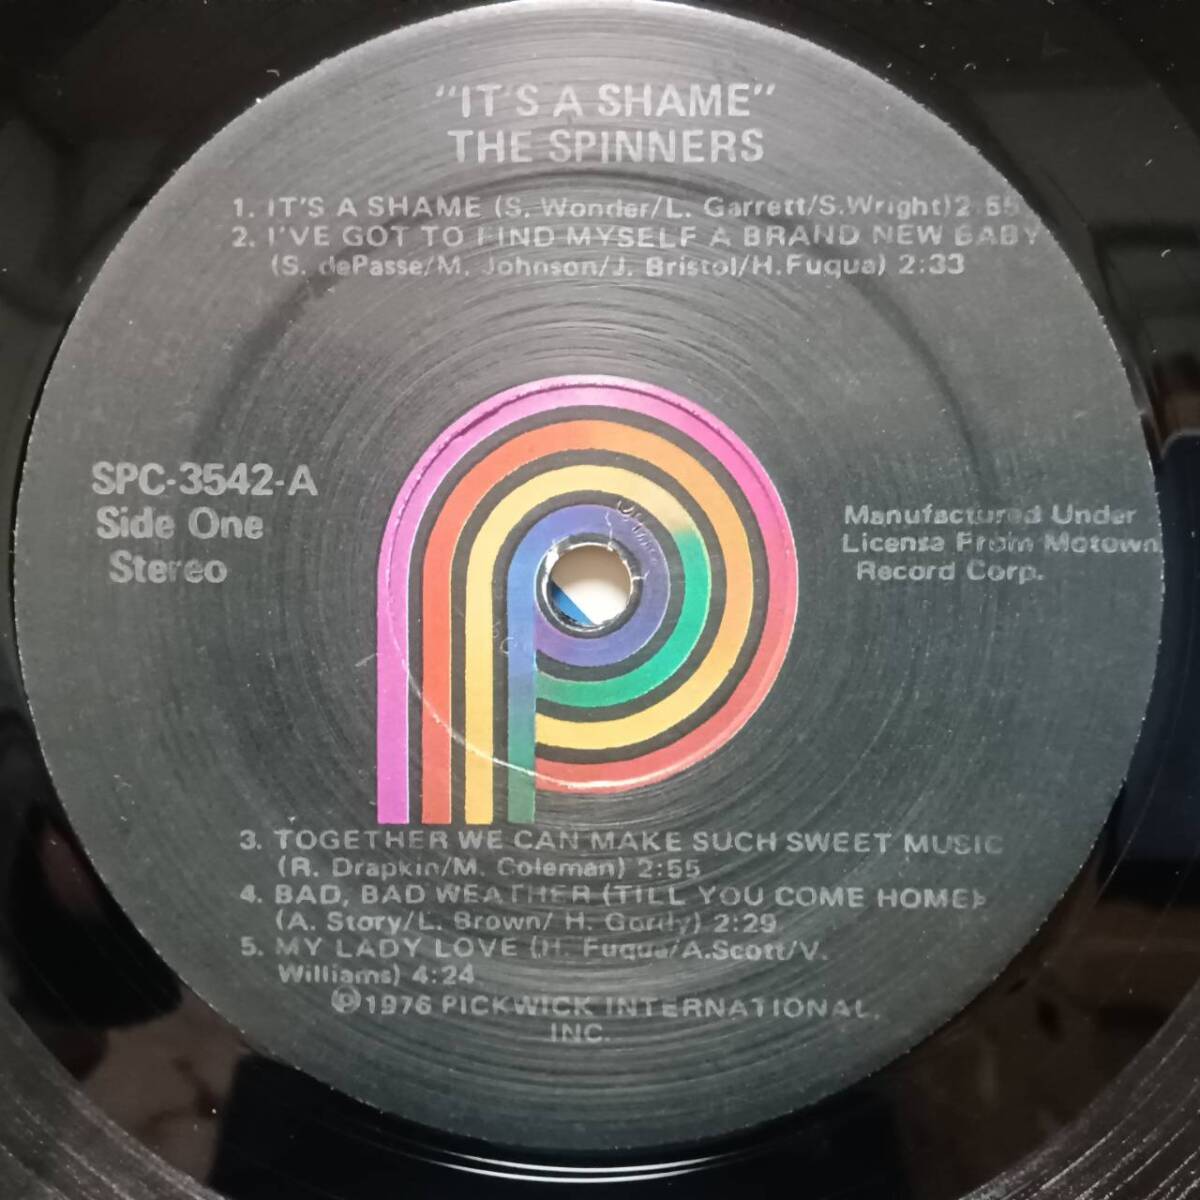 "IT'S A SHAME"
THE SPINNERS
1. IT'S A SHAME (S. Wonder/L. Garrett/S.Wright)2:55
2. I'VE GOT TO FIND MYSELF A BRAND NEW BABY
(S. dePasse/M. Johnson/J. Bristol/H.Fuqua) 2:33
SPC-3542-A
Side One
Stereo
Manufactured Under
License From Motown
Record Corp.
3. TOGETHER WE CAN MAKE SUCH SWEET MUSIC
(R. Drapkin/M. Coleman) 2:55
4. BAD, BAD WEATHER (TILL YOU COME HOME)
(A. Story/L. Brown/ H. Gordy) 2:29
5. MY LADY LOVE (H. Fuqua/A.Scott/V.
Williams) 4:24
℗1976 PICKWICK INTERNATIONAL,
INC.